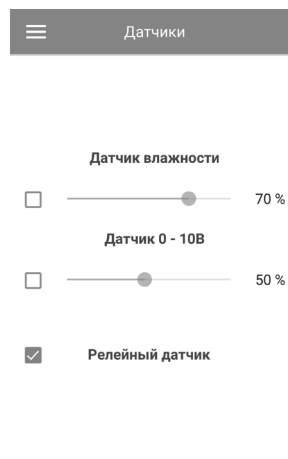 Датчики
Датчик влажности
70 %
Датчик 0 - 10В
50 %
Релейный датчик